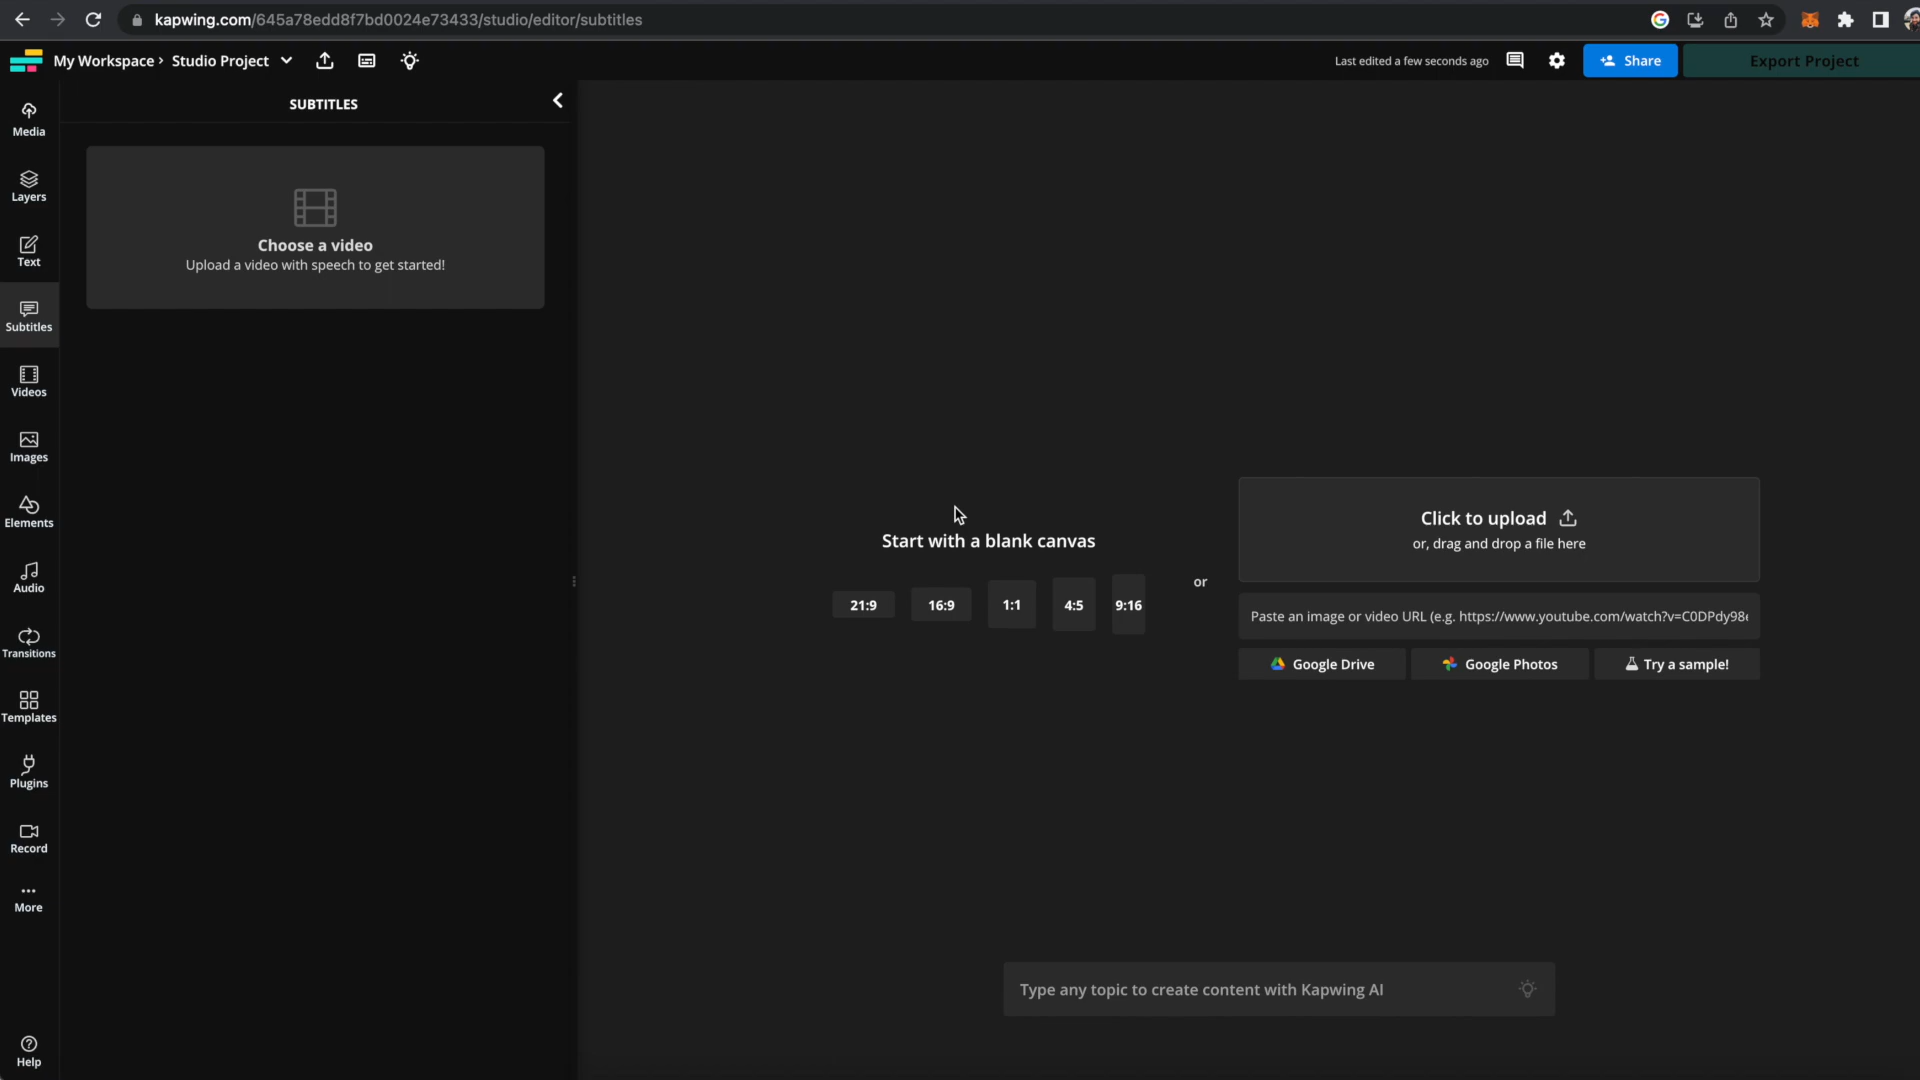 kapwing.com/645a78edd8f7bd0024e73433/studio/editor/subtitles
My Workspace › Studio Project
Last edited a few seconds ago
Share
Export Project
Media
Layers
Text
Subtitles
Videos
Images
Elements
Audio
Transitions
Templates
Plugins
Record
More
Help
SUBTITLES
Choose a video
Upload a video with speech to get started!
Start with a blank canvas
21:9 16:9 1:1 4:5 9:16
or
Click to upload
or, drag and drop a file here
Paste an image or video URL (e.g. https://www.youtube.com/watch?v=C0DPdy98
Google Drive Google Photos Try a sample!
Type any topic to create content with Kapwing AI